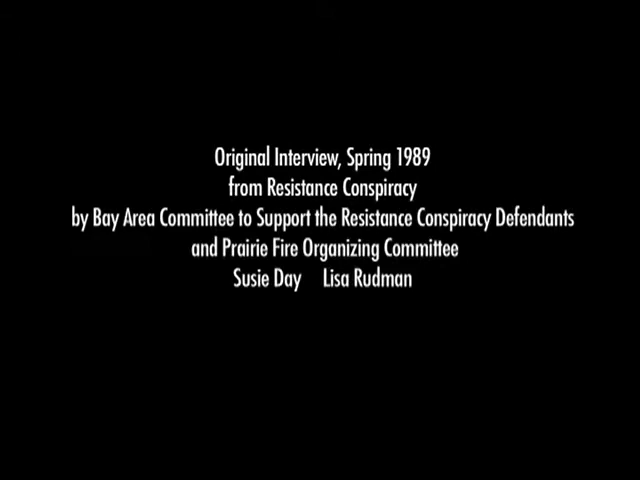 Original Interview, Spring 1989
from Resistance Conspiracy
by Bay Area Committee to Support the Resistance Conspiracy Defendants
and Prairie Fire Organizing Committee
Susie Day Lisa Rudman